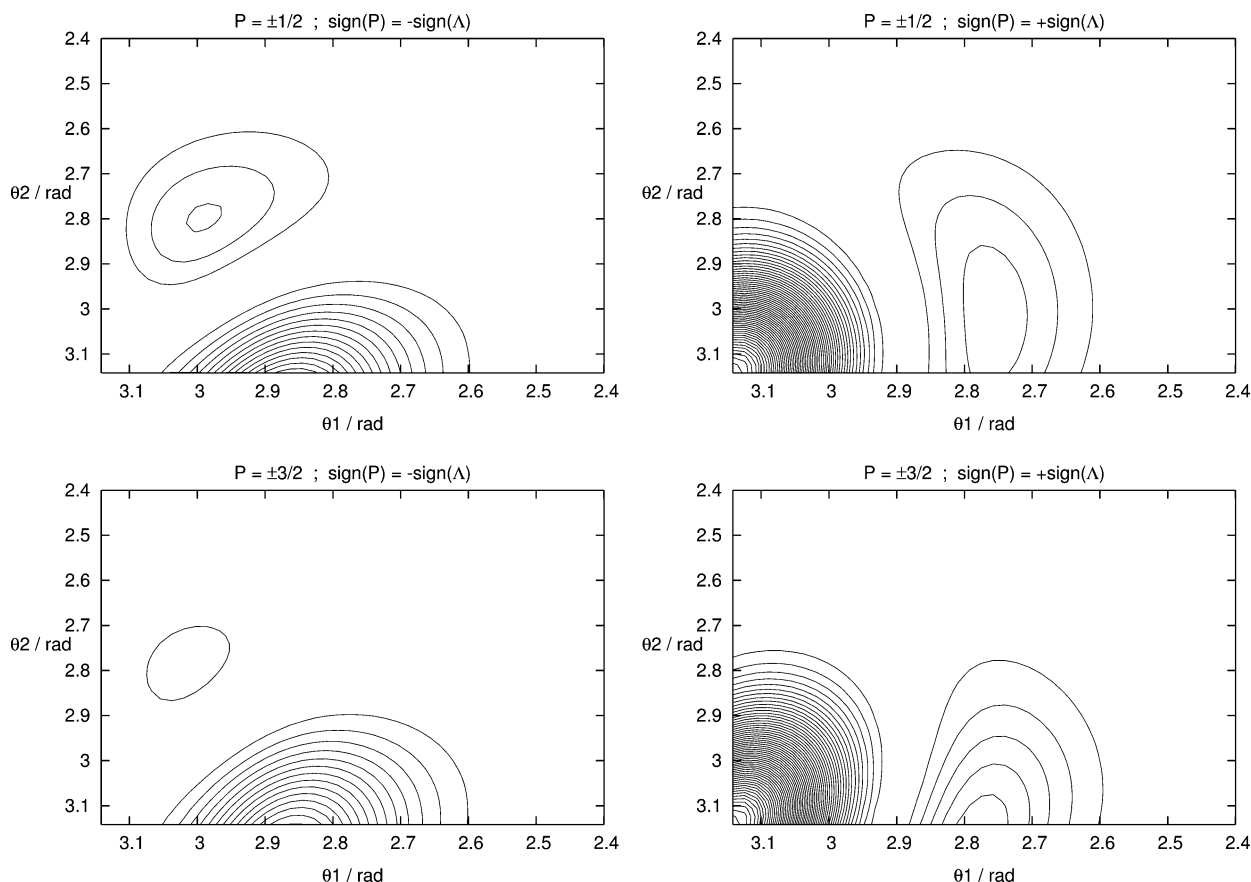 P = ±1/2 ; sign(P) = -sign(Λ)
2.4
2.5
2.6
2.7
θ2 / rad
2.8
2.9
3
3.1
3.1 3 2.9 2.8 2.7 2.6 2.5 2.4
θ1 / rad
P = ±1/2 ; sign(P) = +sign(Λ)
2.4
2.5
2.6
2.7
θ2 / rad
2.8
2.9
3
3.1
3.1 3 2.9 2.8 2.7 2.6 2.5 2.4
θ1 / rad
P = ±3/2 ; sign(P) = -sign(Λ)
2.4
2.5
2.6
2.7
θ2 / rad
2.8
2.9
3
3.1
3.1 3 2.9 2.8 2.7 2.6 2.5 2.4
θ1 / rad
P = ±3/2 ; sign(P) = +sign(Λ)
2.4
2.5
2.6
2.7
θ2 / rad
2.8
2.9
3
3.1
3.1 3 2.9 2.8 2.7 2.6 2.5 2.4
θ1 / rad